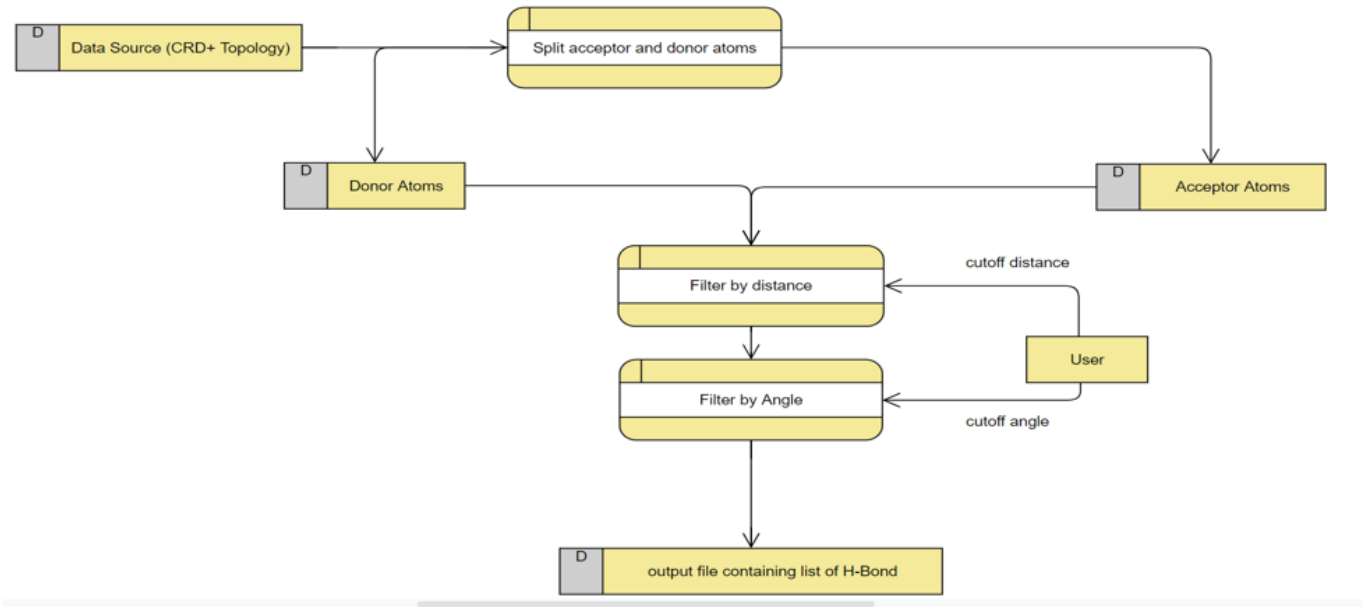 D
Data Source (CRD+ Topology)
Split acceptor and donor atoms
D
Donor Atoms
D
Acceptor Atoms
cutoff distance
Filter by distance
User
Filter by Angle
cutoff angle
D
output file containing list of H-Bond